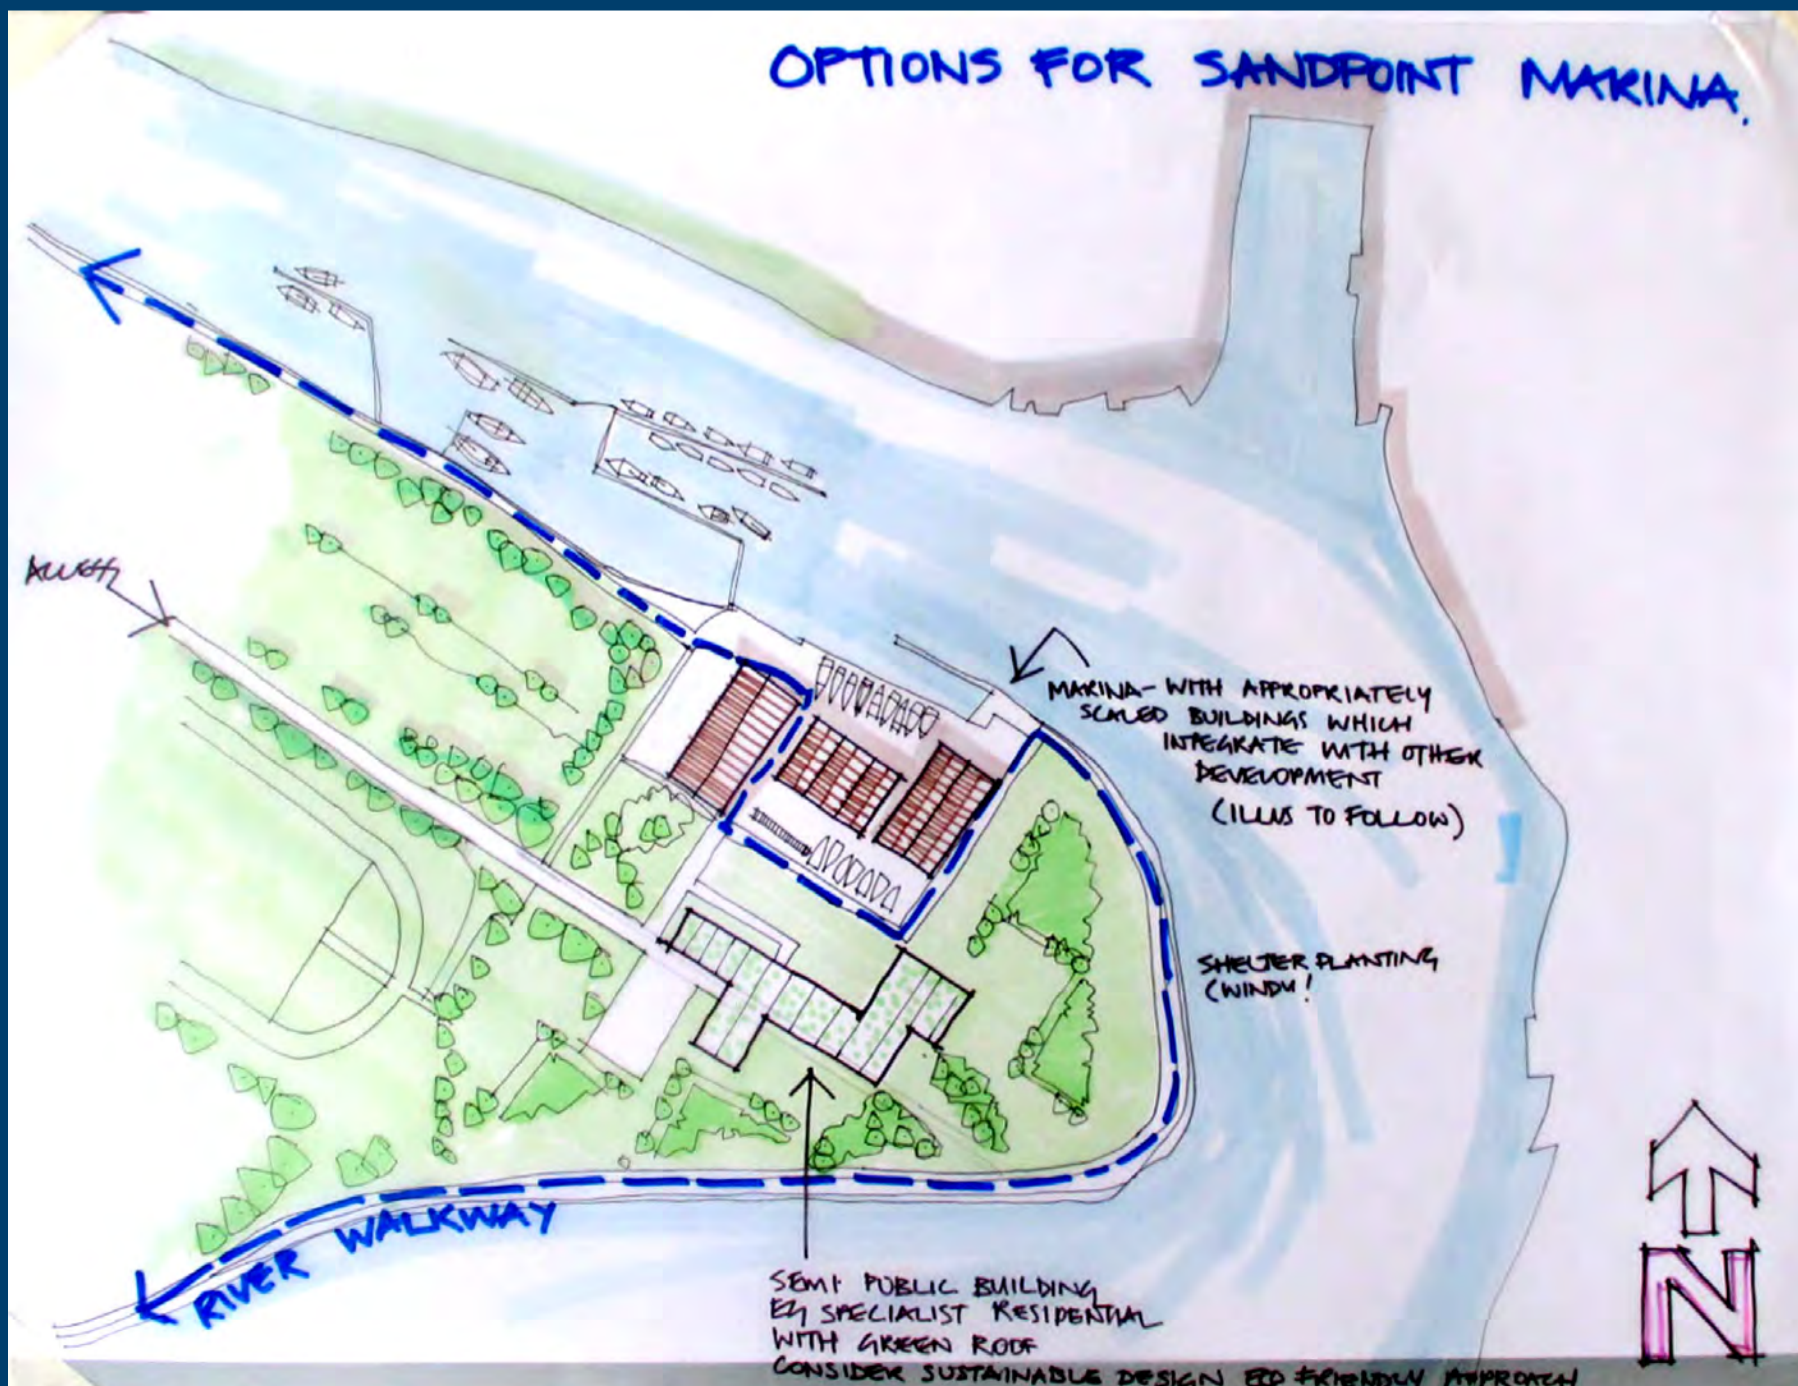 OPTIONS FOR SANDPOINT MARINA.
MARINA - WITH APPROPRIATELY
SCALED BUILDINGS WHICH
INTEGRATE WITH OTHER
DEVELOPMENT
(ILLUS TO FOLLOW)
SHELTER PLANTING
(WINDY!
RIVER WALKWAY
SEMI PUBLIC BUILDING
EG SPECIALIST RESIDENTIAL
WITH GREEN ROOF
CONSIDER SUSTAINABLE DESIGN ECO FRIENDLY APPROACH
N